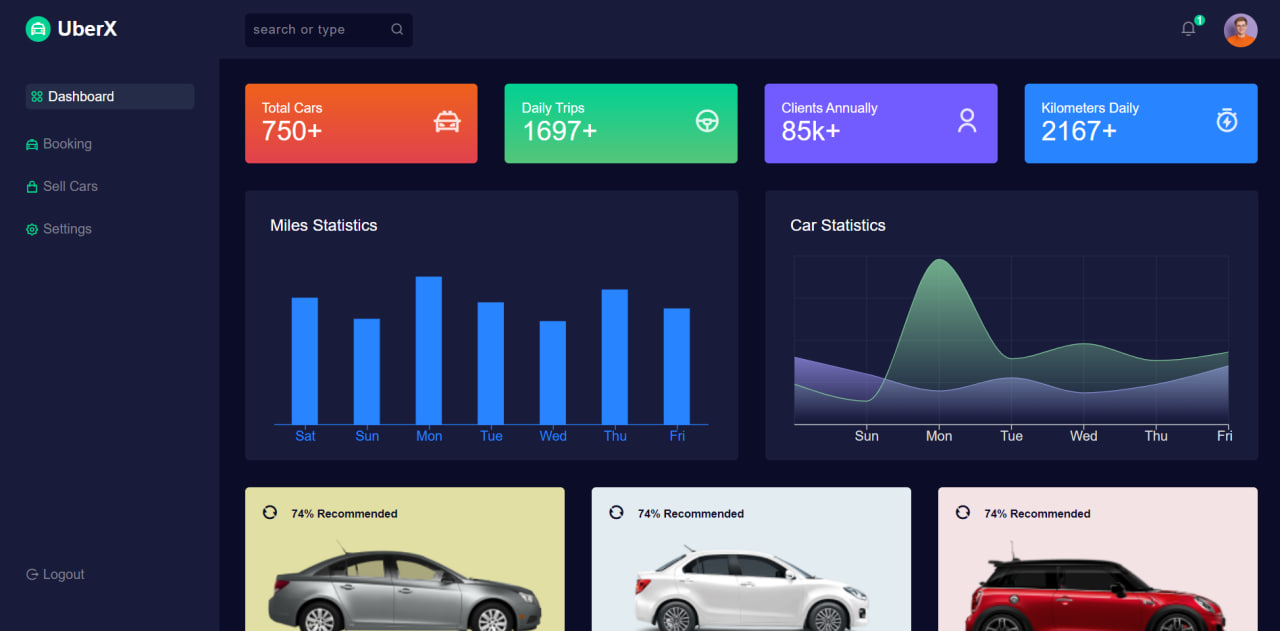 UberX
search or type
1
Dashboard
Booking
Sell Cars
Settings
Logout
Total Cars
750+
Daily Trips
1697+
Clients Annually
85k+
Kilometers Daily
2167+
Miles Statistics
Sat Sun Mon Tue Wed Thu Fri
Car Statistics
Sun Mon Tue Wed Thu Fri
74% Recommended
74% Recommended
74% Recommended